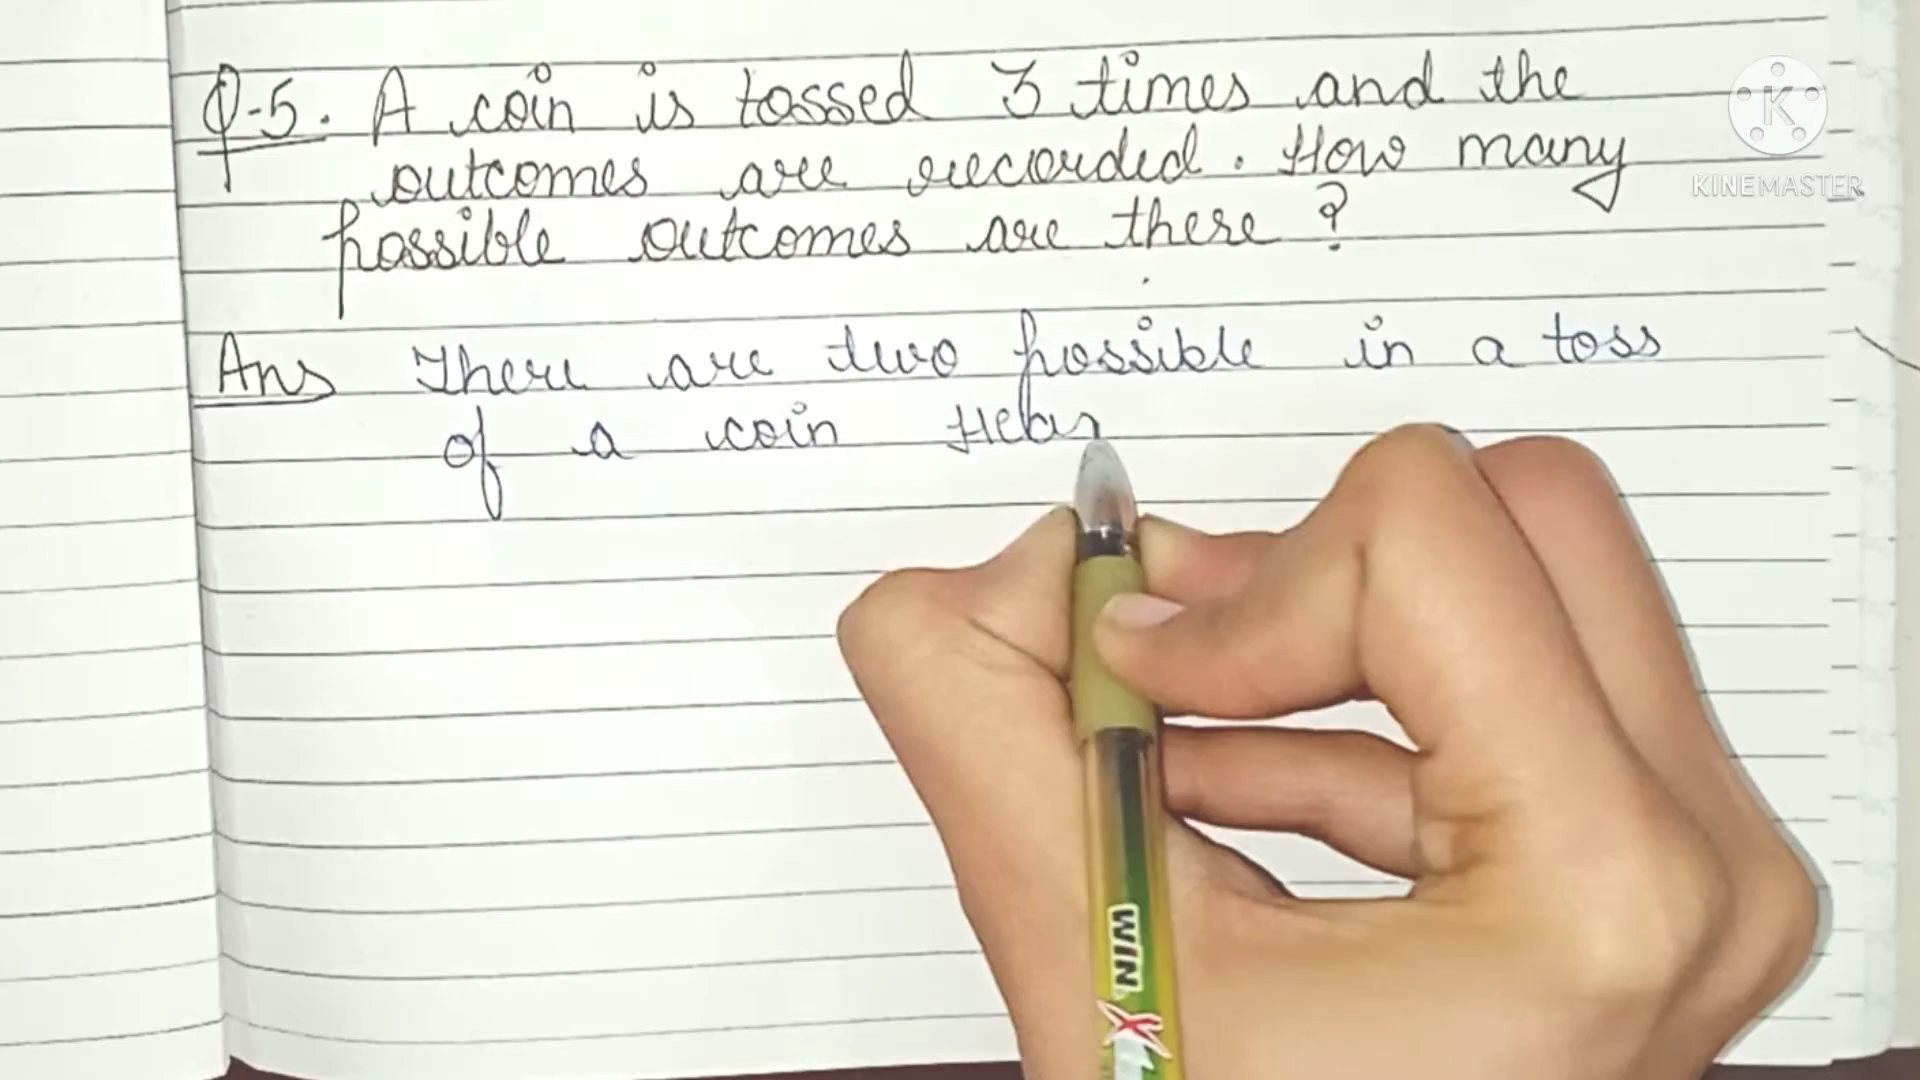 Q-5. A coin is tossed 3 times and the
outcomes are recorded. How many
possible outcomes are there?
Ans There are two possible in a toss
of a coin Hea
K
KINEMASTER
WIN
X